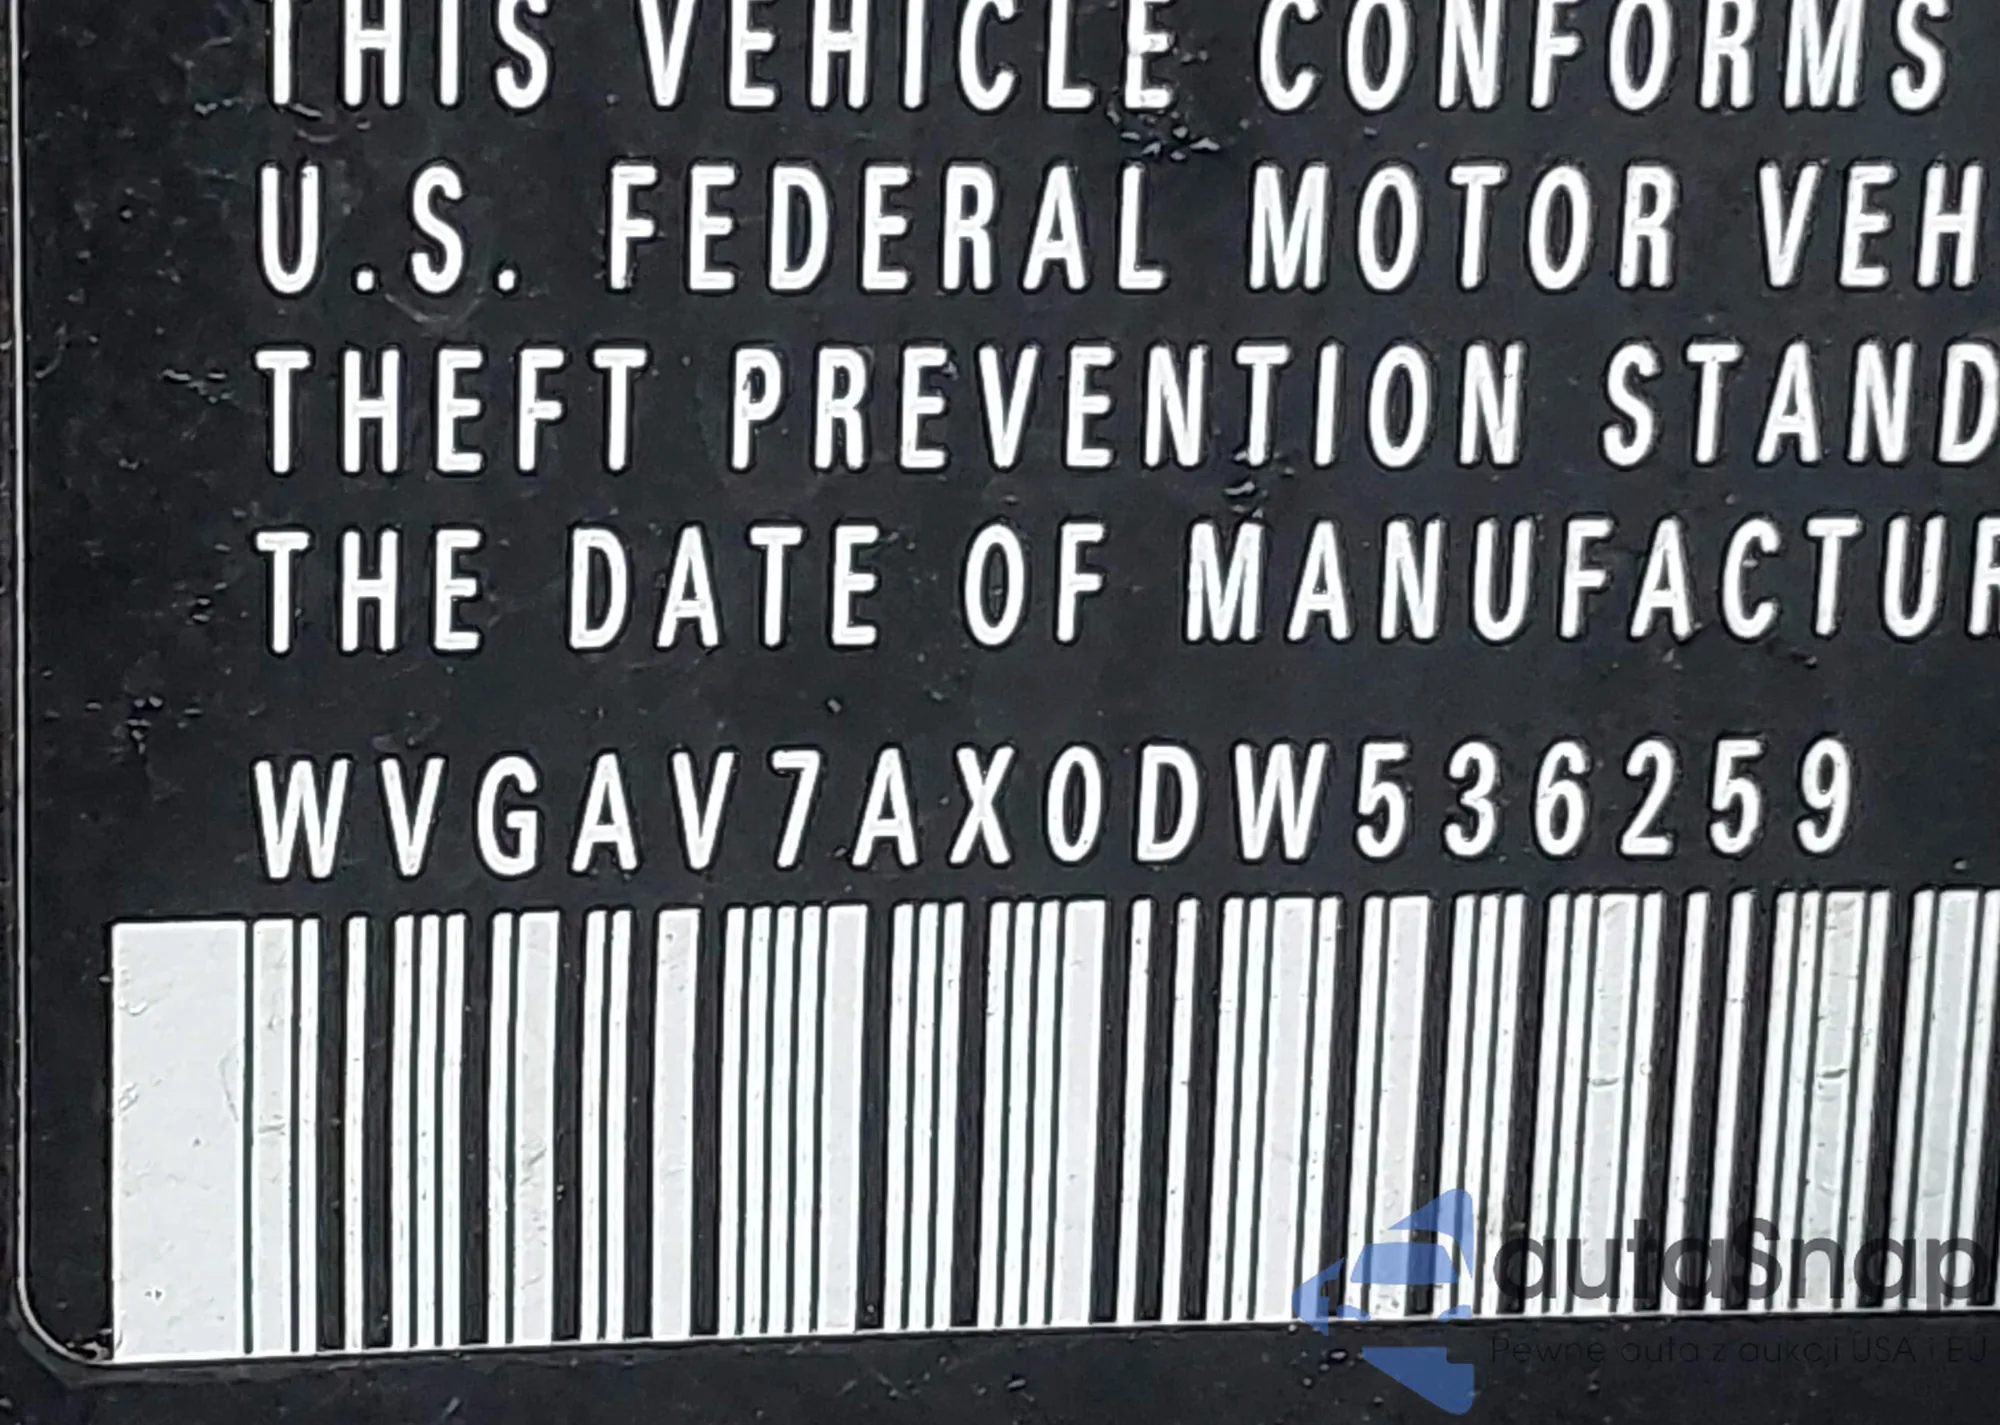 THIS VEHICLE CONFORMS
U.S. FEDERAL MOTOR VEH
THEFT PREVENTION STAND
THE DATE OF MANUFACTUR
WVGAV7AX0DW536259
autaSnap
Pewne auta z aukcji USA i EU